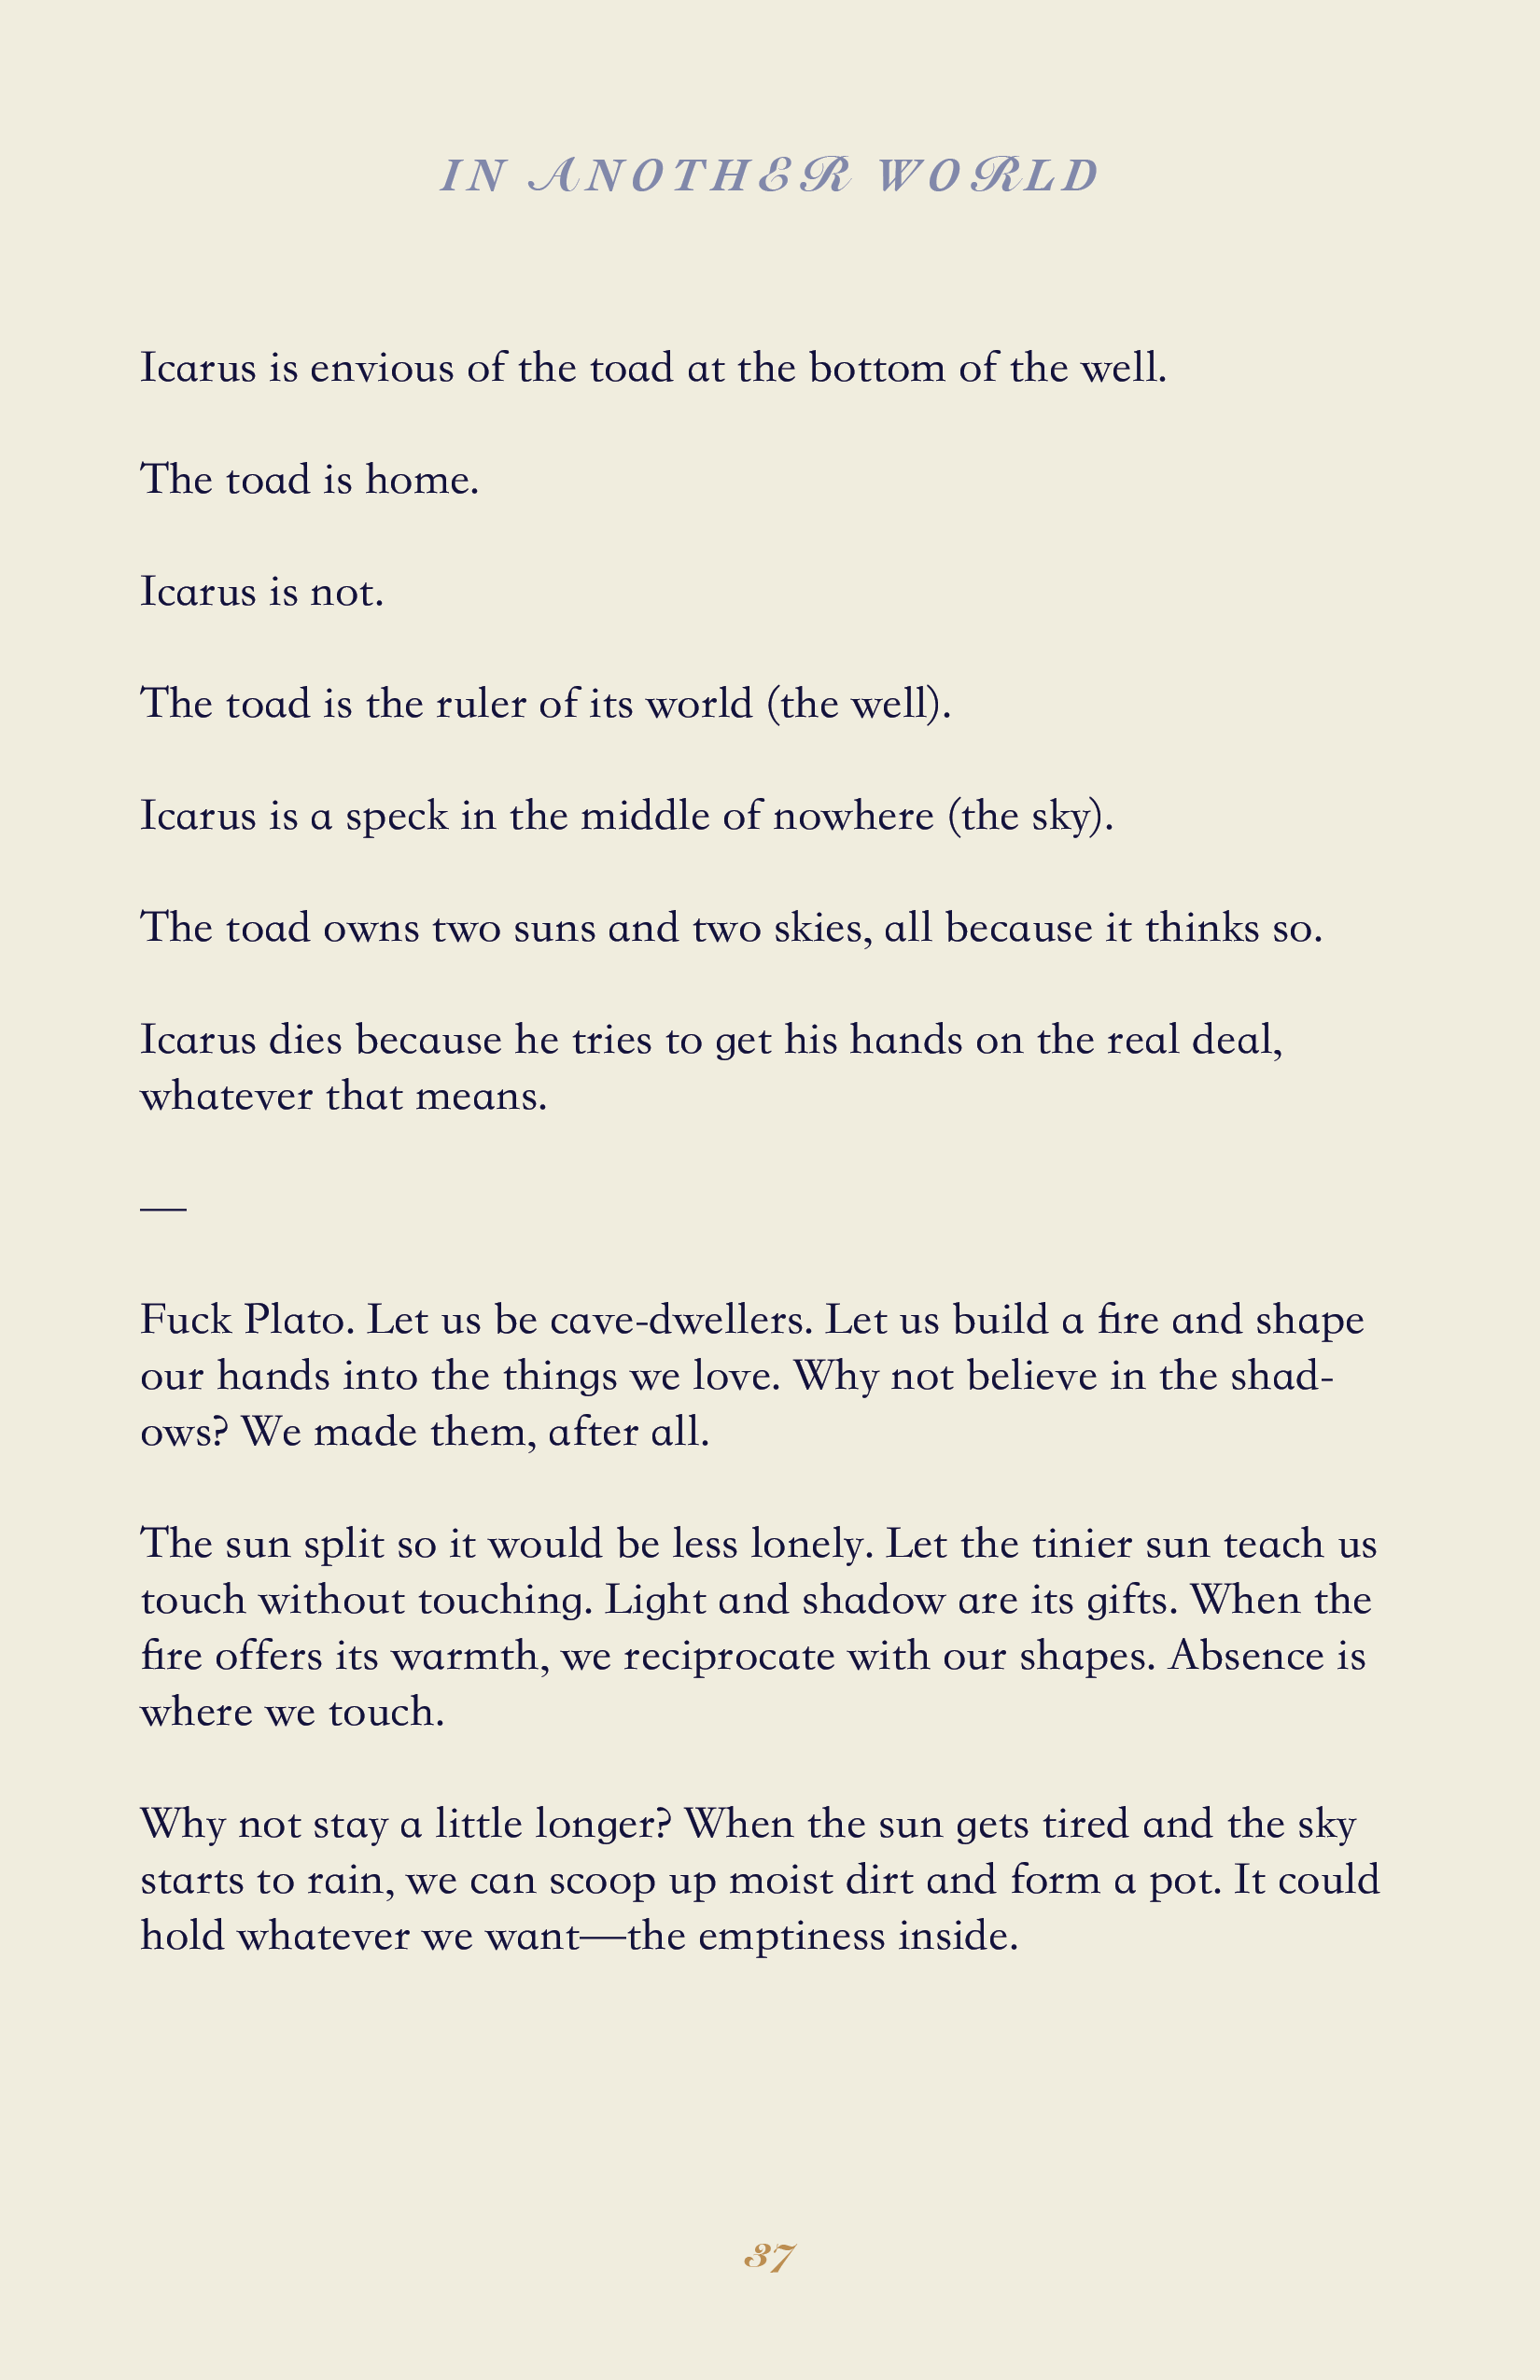 IN ANOTHER WORLD
Icarus is envious of the toad at the bottom of the well.
The toad is home.
Icarus is not.
The toad is the ruler of its world (the well).
Icarus is a speck in the middle of nowhere (the sky).
The toad owns two suns and two skies, all because it thinks so.
Icarus dies because he tries to get his hands on the real deal,
whatever that means.
—
Fuck Plato. Let us be cave-dwellers. Let us build a fire and shape
our hands into the things we love. Why not believe in the shad-
ows? We made them, after all.
The sun split so it would be less lonely. Let the tinier sun teach us
touch without touching. Light and shadow are its gifts. When the
fire offers its warmth, we reciprocate with our shapes. Absence is
where we touch.
Why not stay a little longer? When the sun gets tired and the sky
starts to rain, we can scoop up moist dirt and form a pot. It could
hold whatever we want—the emptiness inside.
37